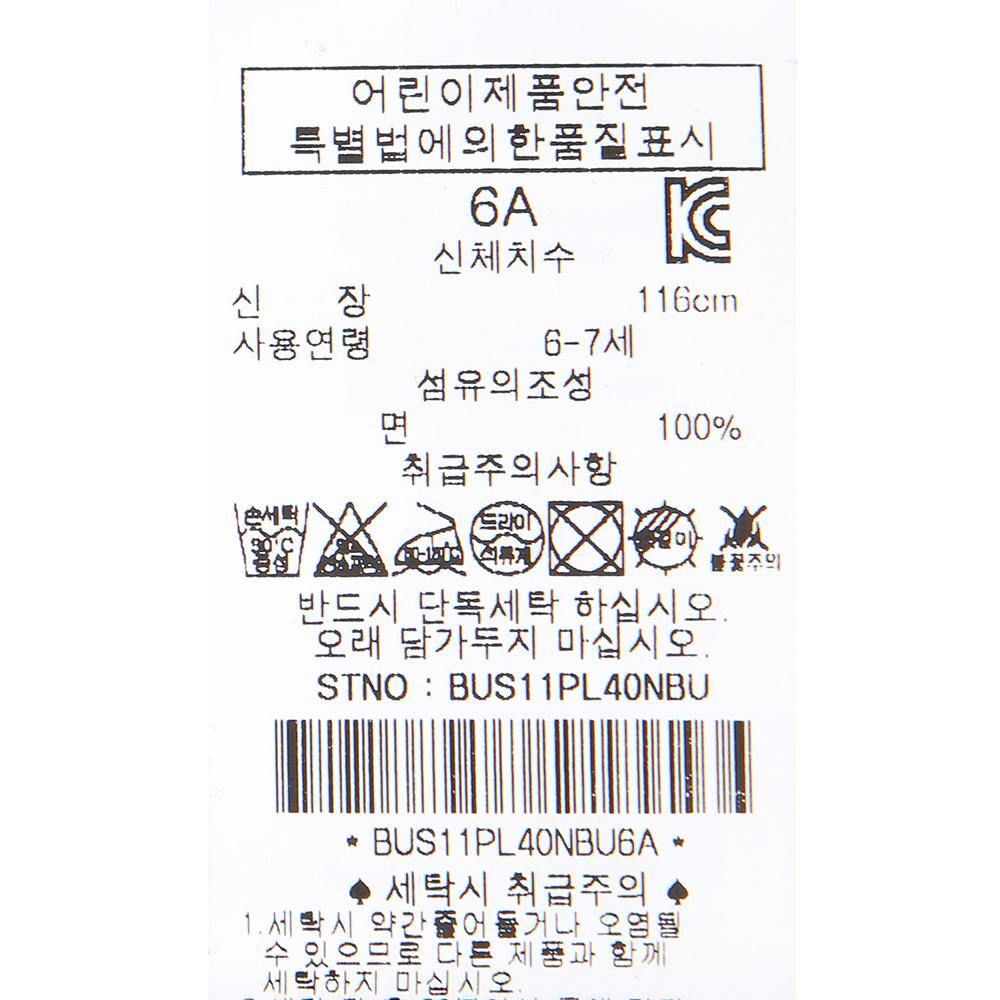 어린이제품안전
특별법에의한품질표시
6A
신체치수
신 장 116cm
사용연령 6-7세
섬유의조성
면 100%
취급주의사항
손세탁 30℃ 중성
드라이 석유계
불꽃주의
반드시 단독세탁 하십시오.
오래 담가두지 마십시오.
STNO : BUS11PL40NBU
* BUS11PL40NBU6A *
♠ 세탁시 취급주의 ♠
1.세탁시 약간줄어들거나 오염될
수 있으므로 다른 제품과 함께
세탁하지 마십시오.